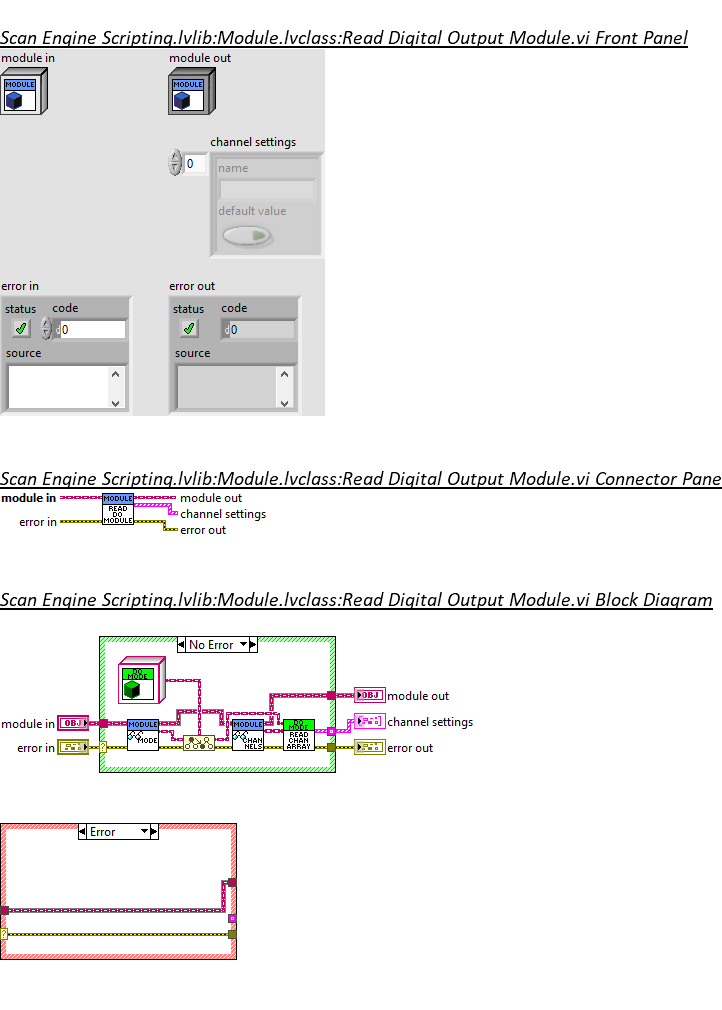 Scan Engine Scripting.lvlib:Module.lvclass:Read Digital Output Module.vi Front Panel
module in
module out
MODULE
MODULE
channel settings
0
name
default value
error in
error out
status
code
status
code
d0
d0
source
source
Scan Engine Scripting.lvlib:Module.lvclass:Read Digital Output Module.vi Connector Pane
module in
MODULE
module out
READ
DO
MODULE
channel settings
error in
error out
Scan Engine Scripting.lvlib:Module.lvclass:Read Digital Output Module.vi Block Diagram
No Error
DO
MODE
OBJ
module out
module in
OBJ
MODULE
MODULE
DO
MODE
channel settings
error in
?
MODE
CHAN
NELS
READ
CHAN
ARRAY
error out
Error
?